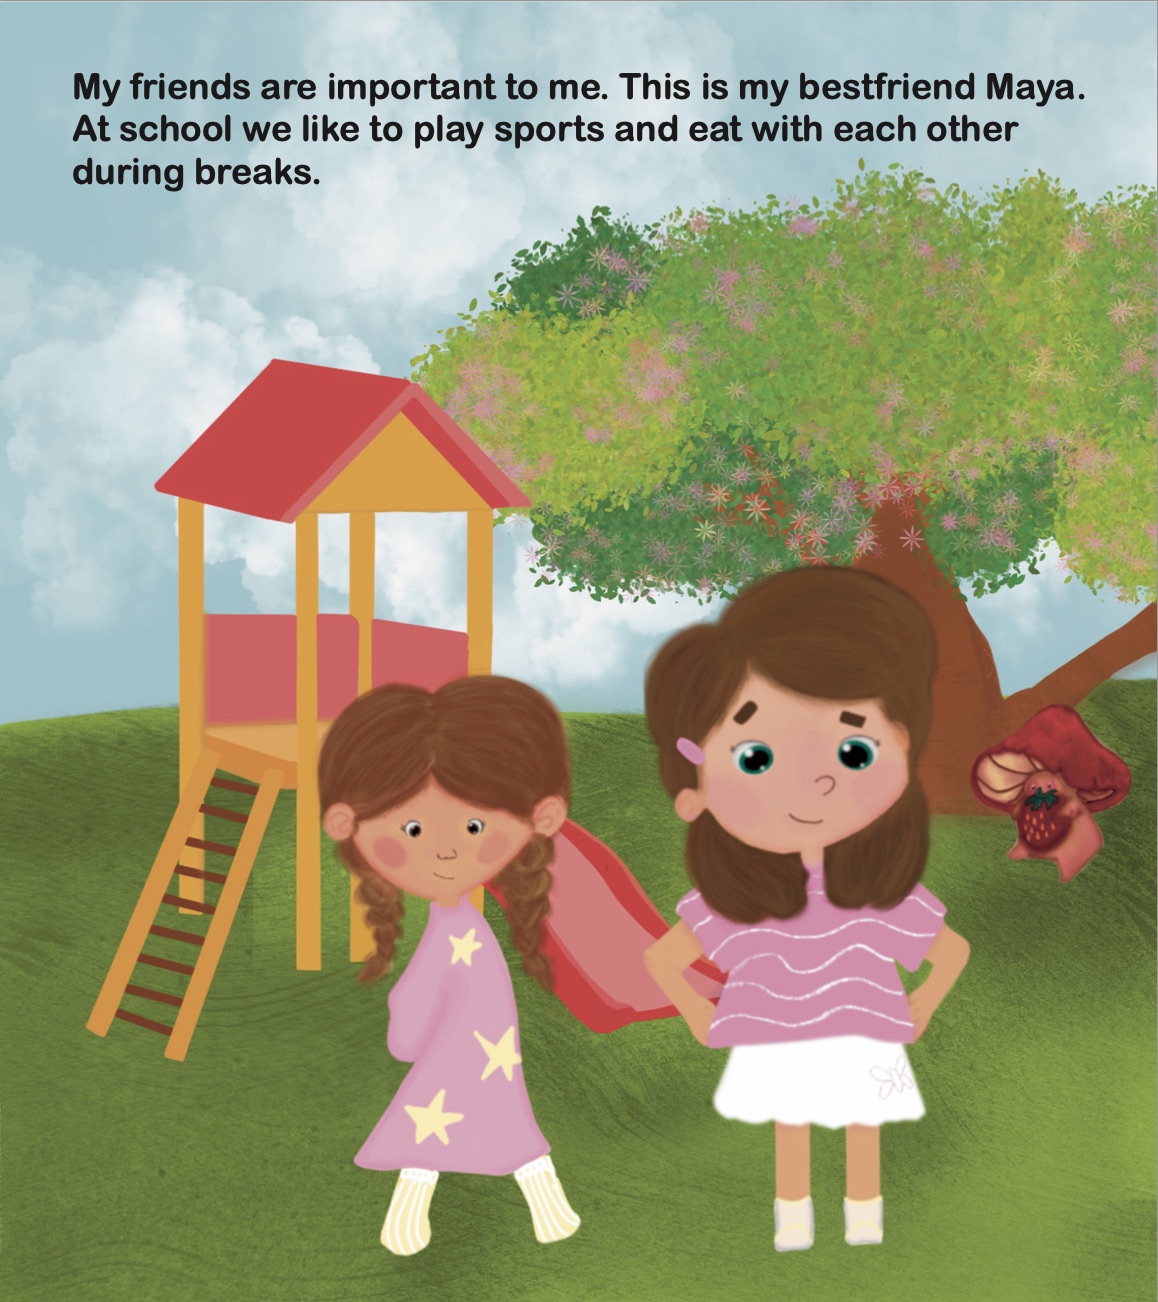 My friends are important to me. This is my bestfriend Maya.
At school we like to play sports and eat with each other
during breaks.